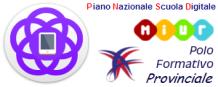 Piano Nazionale Scuola Digitale
MIUR
Polo
Formativo
Provinciale